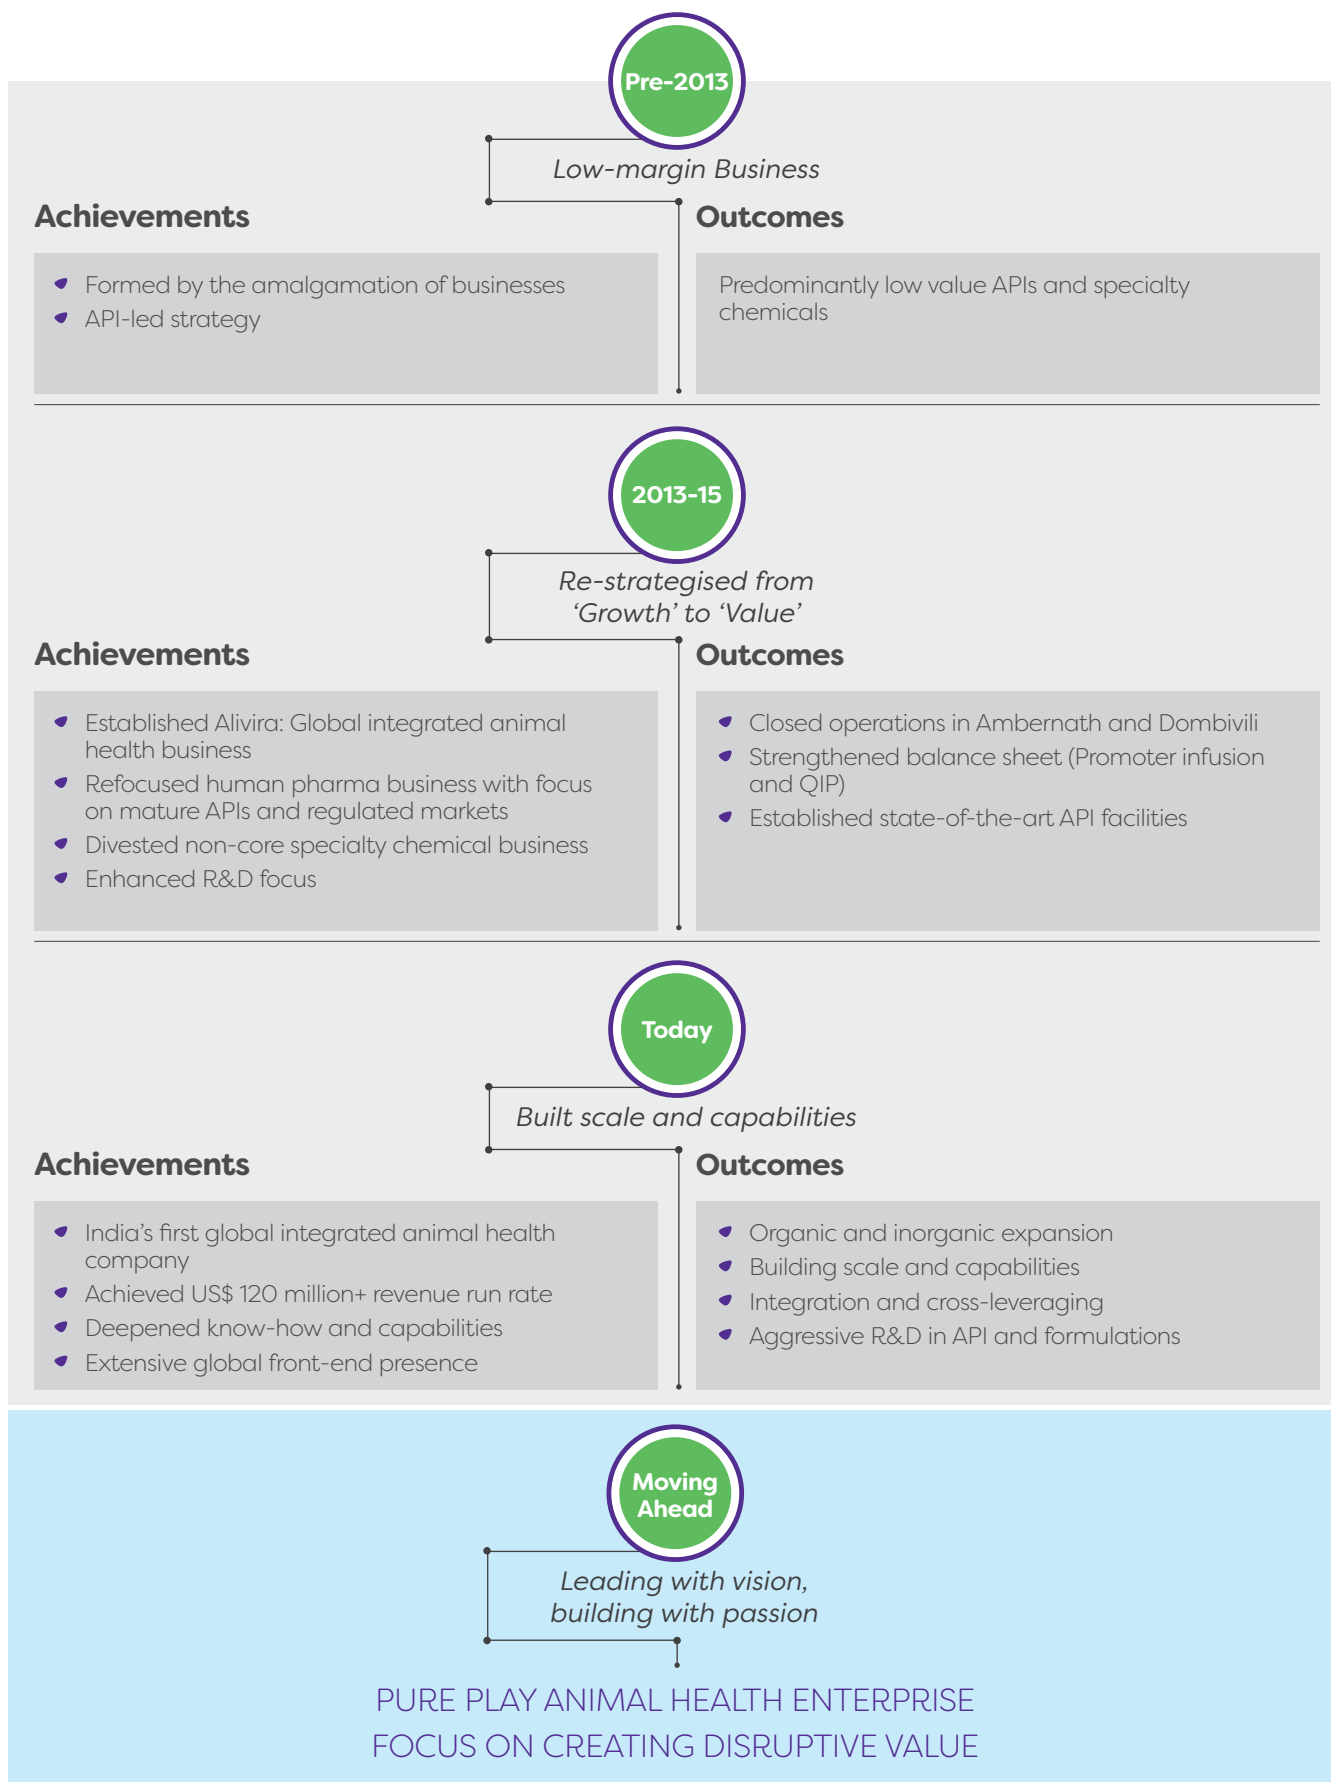 Pre-2013
Low-margin Business
Achievements
Formed by the amalgamation of businesses
API-led strategy
Outcomes
Predominantly low value APIs and specialty
chemicals
2013-15
Re-strategised from
‘Growth’ to ‘Value’
Achievements
Established Alivira: Global integrated animal
health business
Refocused human pharma business with focus
on mature APIs and regulated markets
Divested non-core specialty chemical business
Enhanced R&D focus
Outcomes
Closed operations in Ambernath and Dombivili
Strengthened balance sheet (Promoter infusion
and QIP)
Established state-of-the-art API facilities
Today
Built scale and capabilities
Achievements
India’s first global integrated animal health
company
Achieved US$ 120 million+ revenue run rate
Deepened know-how and capabilities
Extensive global front-end presence
Outcomes
Organic and inorganic expansion
Building scale and capabilities
Integration and cross-leveraging
Aggressive R&D in API and formulations
Moving
Ahead
Leading with vision,
building with passion
PURE PLAY ANIMAL HEALTH ENTERPRISE
FOCUS ON CREATING DISRUPTIVE VALUE